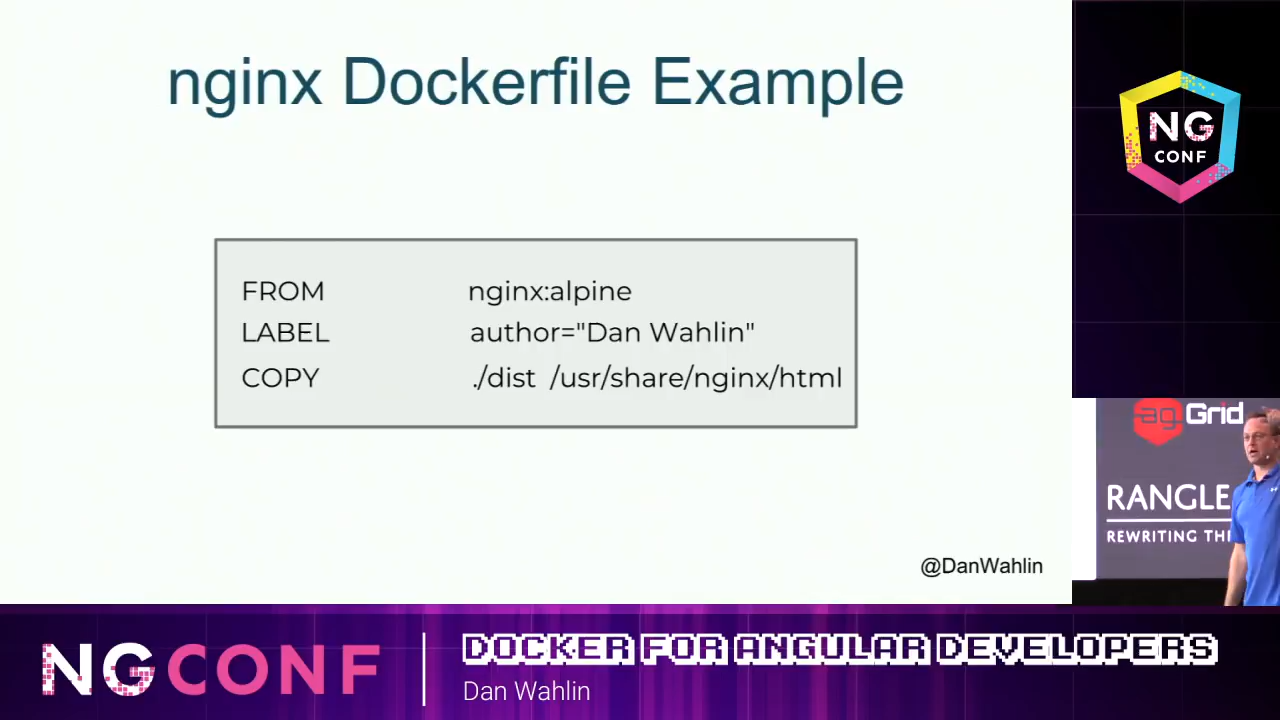 nginx Dockerfile Example
FROM nginx:alpine
LABEL author="Dan Wahlin"
COPY ./dist /usr/share/nginx/html
@DanWahlin
NG
CONF
ag Grid
RANGLE
REWRITING TH
NGCONF
DOCKER FOR ANGULAR DEVELOPERS
Dan Wahlin